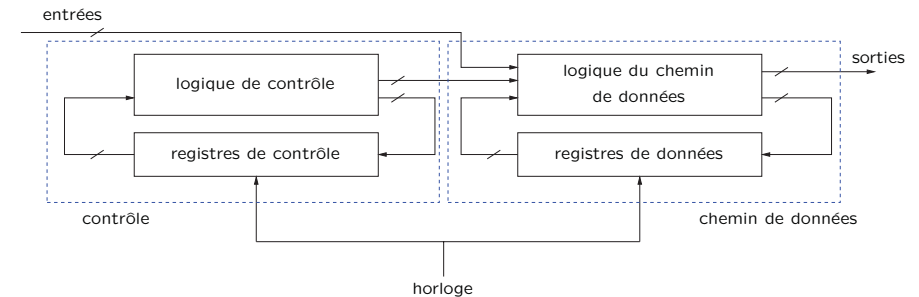 entrées
sorties
logique de contrôle
logique du chemin
de données
registres de contrôle
registres de données
contrôle
chemin de données
horloge